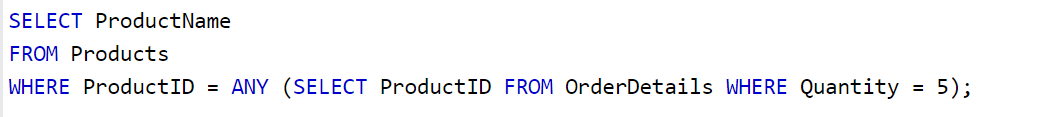 SELECT ProductName
FROM Products
WHERE ProductID = ANY (SELECT ProductID FROM OrderDetails WHERE Quantity = 5);